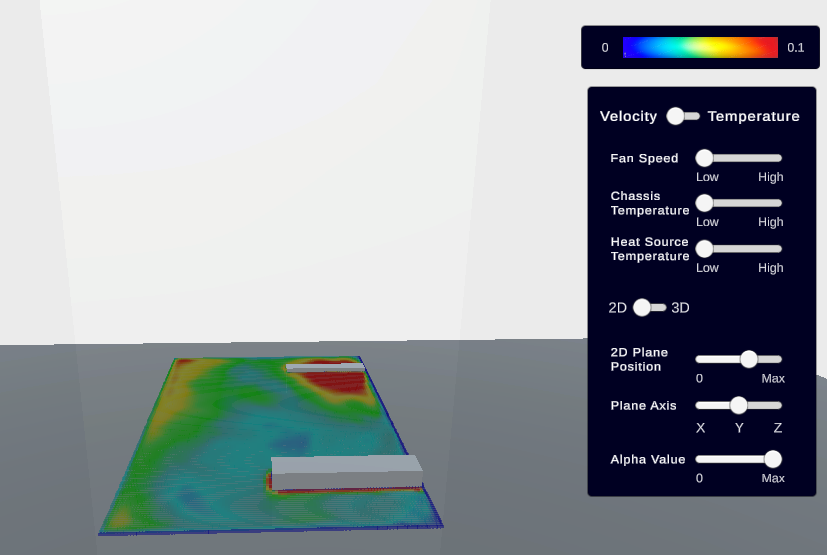 0 0.1
Velocity Temperature
Fan Speed
Low High
Chassis
Temperature
Low High
Heat Source
Temperature
Low High
2D 3D
2D Plane
Position
0 Max
Plane Axis
X Y Z
Alpha Value
0 Max